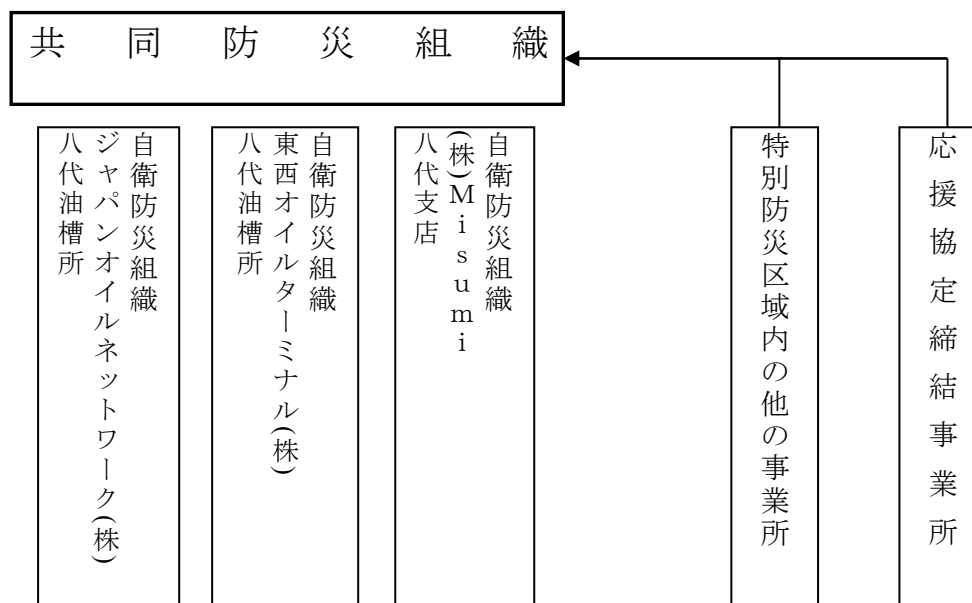 共同防災組織
自衛防災組織
ジャパンオイルネットワーク(株)
八代油槽所
自衛防災組織
東西オイルターミナル(株)
八代油槽所
自衛防災組織
(株)Misumi
八代支店
特別防災区域内の他の事業所
応援協定締結事業所